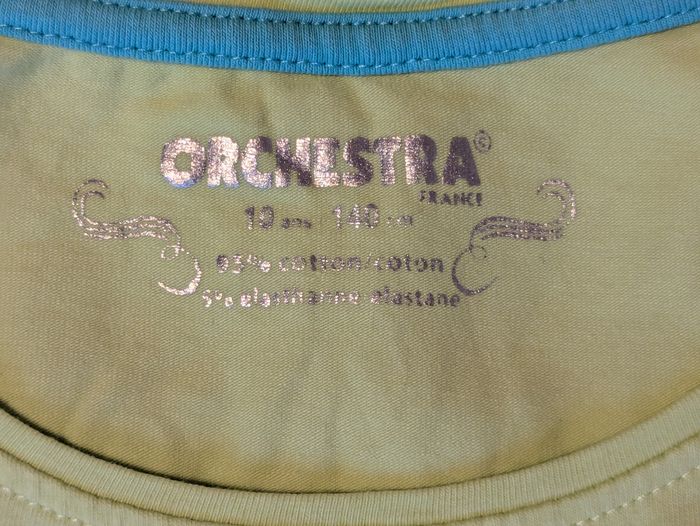 ORCHESTRA©
FRANCE
10 ans 140 cm
95% cotton/coton
5% elasthanne elastane